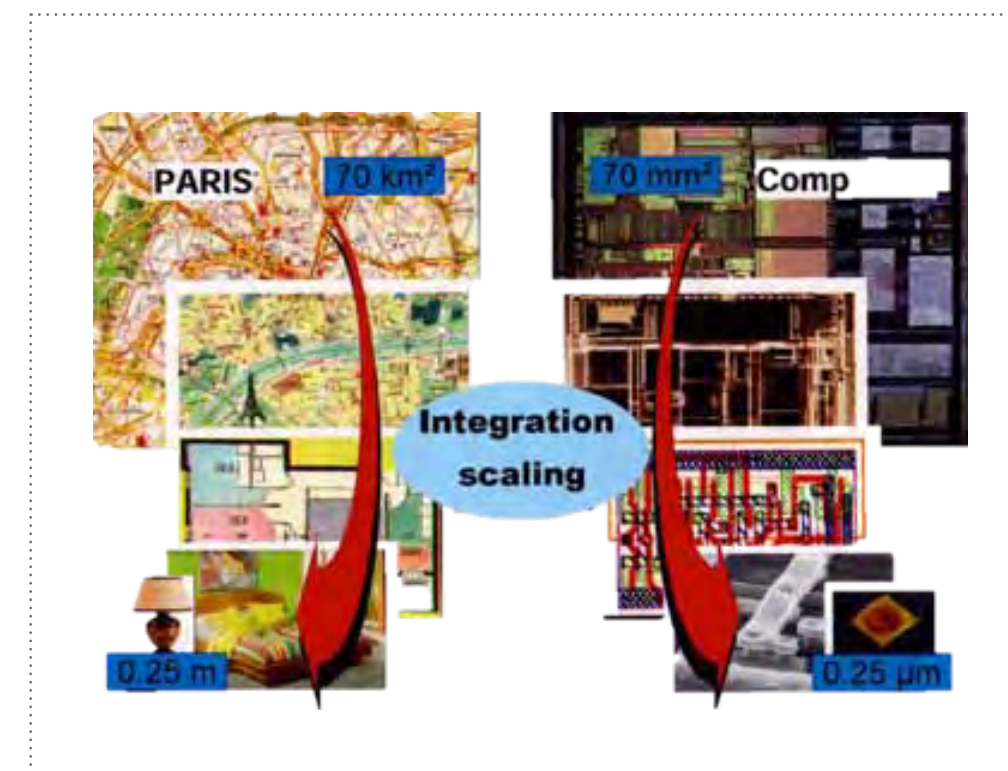 PARIS
70 km²
70 mm²
Comp
Integration
scaling
0.25 m
0.25 µm